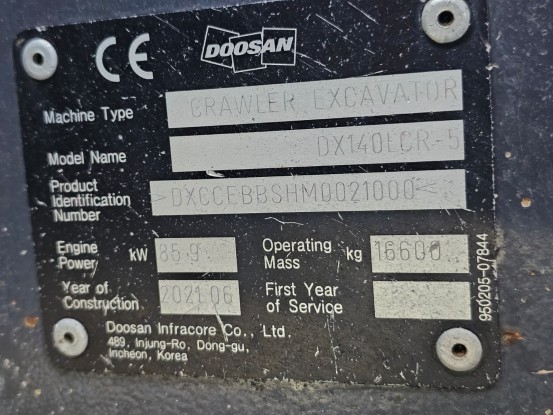 CE
DOOSAN
Machine Type CRAWLER EXCAVATOR
Model Name DX140LCR-5
Product Identification Number >DXCCEBBSHM0021000<
Engine Power kW 85.9 Operating Mass kg 16600
Year of Construction 2021.06 First Year of Service
Doosan Infracore Co., Ltd.
489, Injung-Ro, Dong-gu,
Incheon, Korea
950205-07844